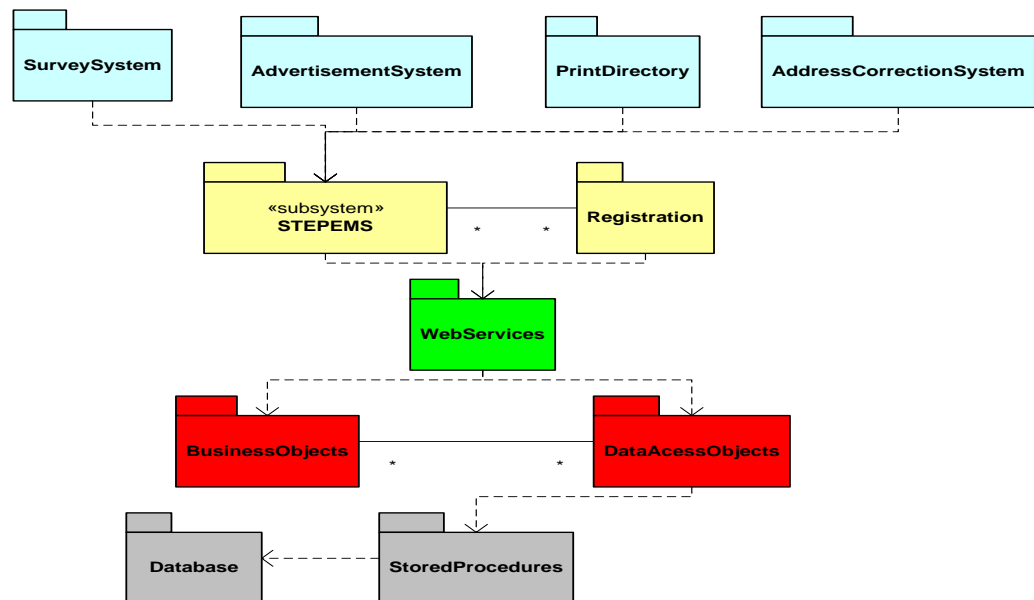 SurveySystem
AdvertisementSystem
PrintDirectory
AddressCorrectionSystem
«subsystem»
STEPEMS
Registration
* *
WebServices
BusinessObjects
DataAcessObjects
* *
Database
StoredProcedures